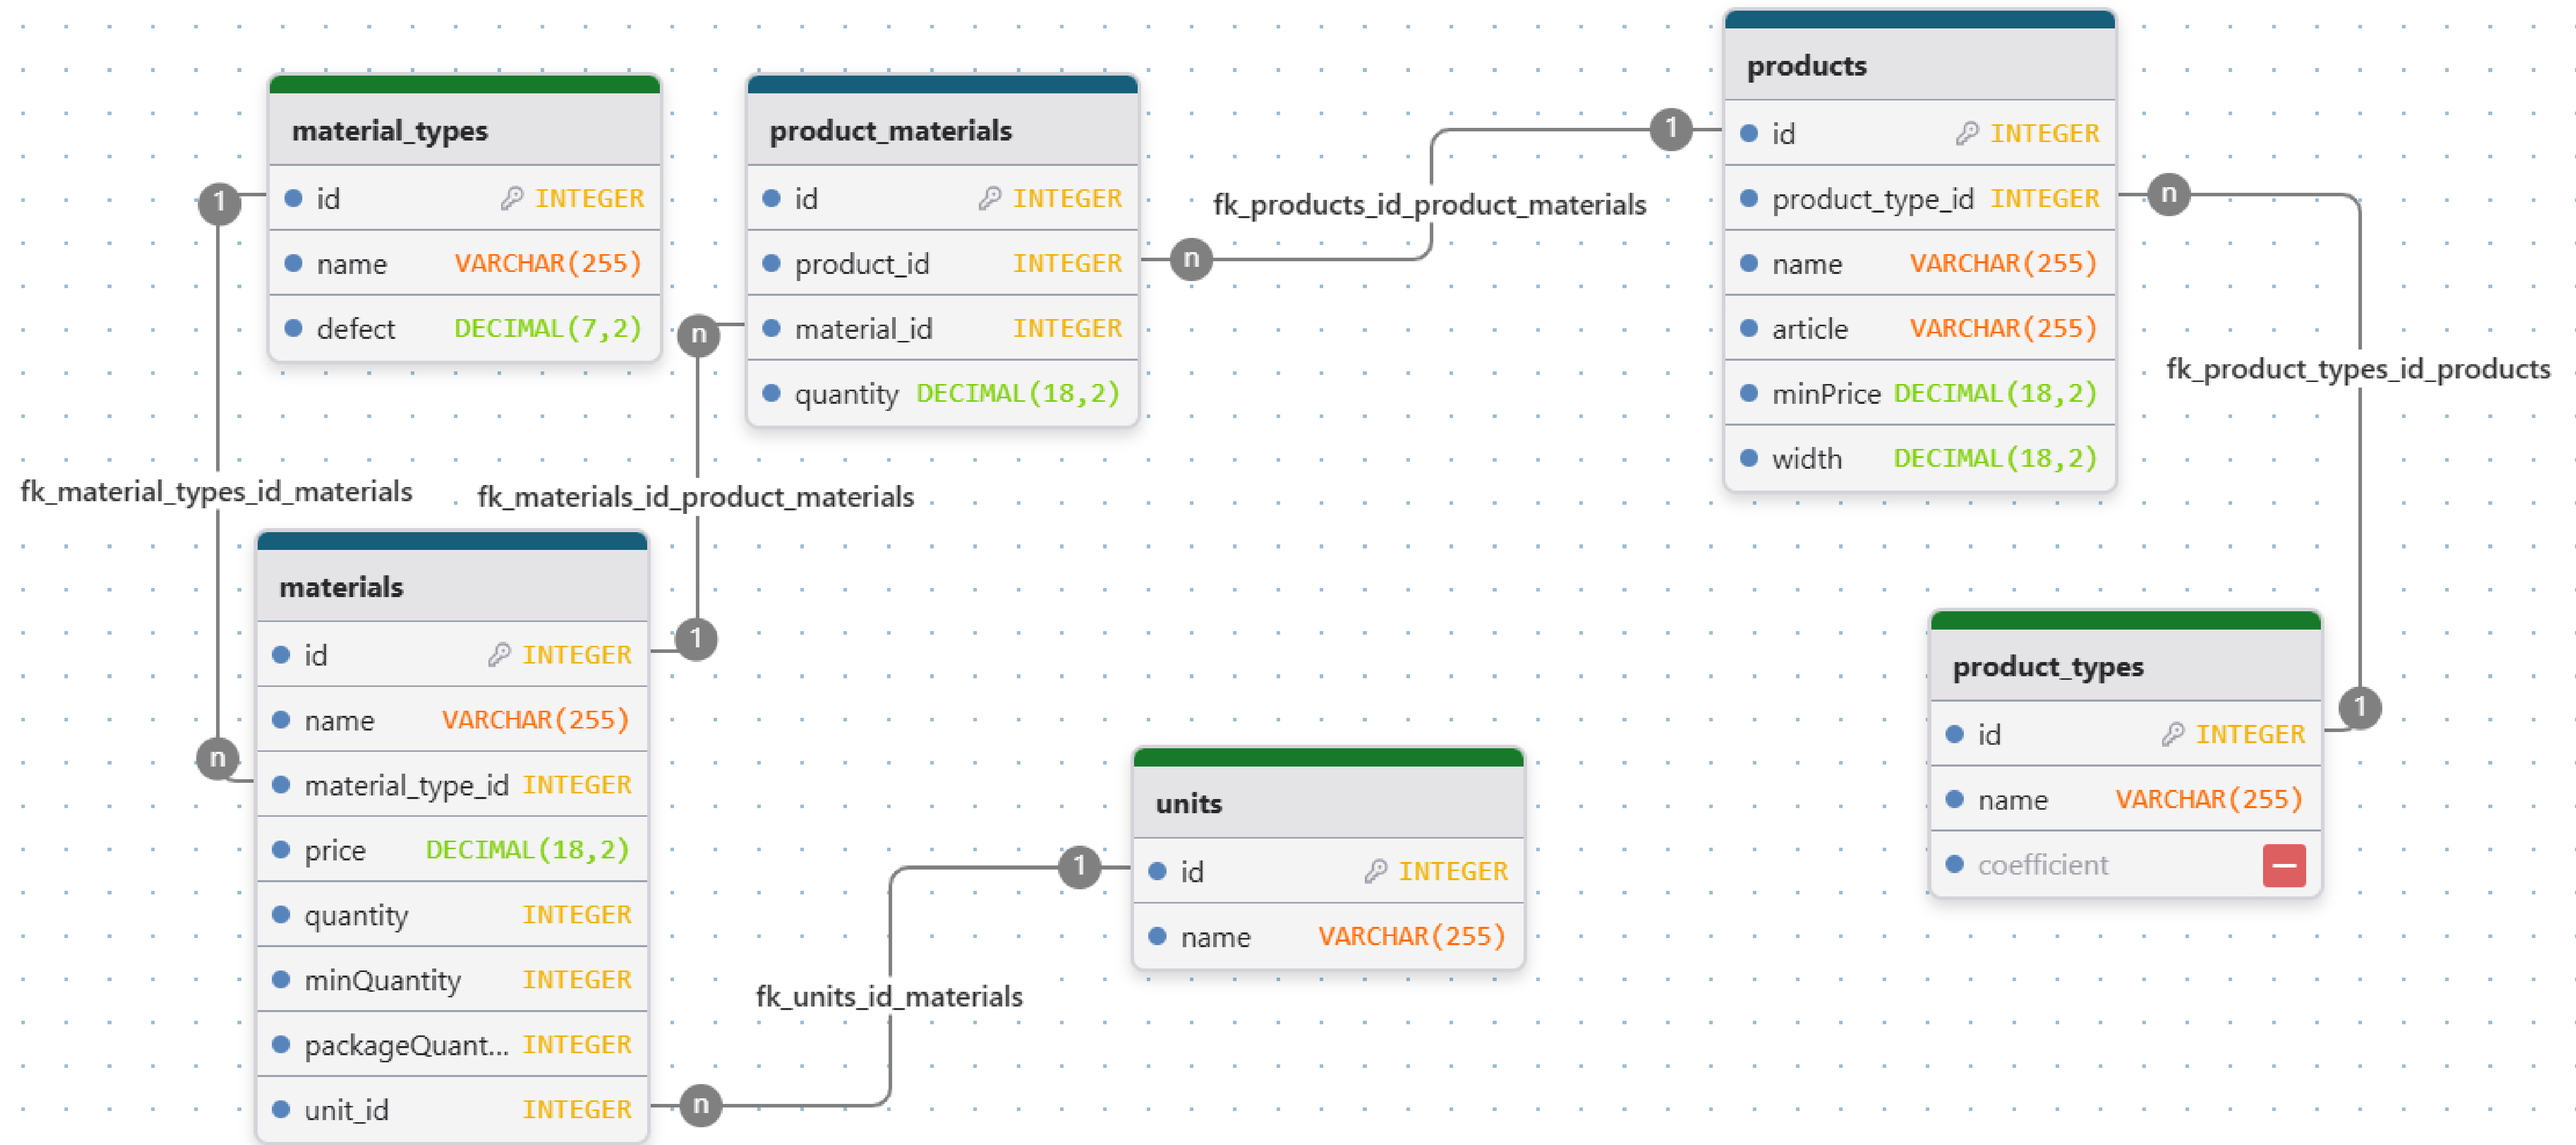 material_types
id INTEGER
name VARCHAR(255)
defect DECIMAL(7,2)
product_materials
id INTEGER
product_id INTEGER
material_id INTEGER
quantity DECIMAL(18,2)
products
id INTEGER
product_type_id INTEGER
name VARCHAR(255)
article VARCHAR(255)
minPrice DECIMAL(18,2)
width DECIMAL(18,2)
1
n
fk_material_types_id_materials
n
1
fk_materials_id_product_materials
n
1
fk_products_id_product_materials
n
1
fk_product_types_id_products
materials
id INTEGER
name VARCHAR(255)
material_type_id INTEGER
price DECIMAL(18,2)
quantity INTEGER
minQuantity INTEGER
packageQuant... INTEGER
unit_id INTEGER
n
1
fk_units_id_materials
units
id INTEGER
name VARCHAR(255)
product_types
id INTEGER
name VARCHAR(255)
coefficient